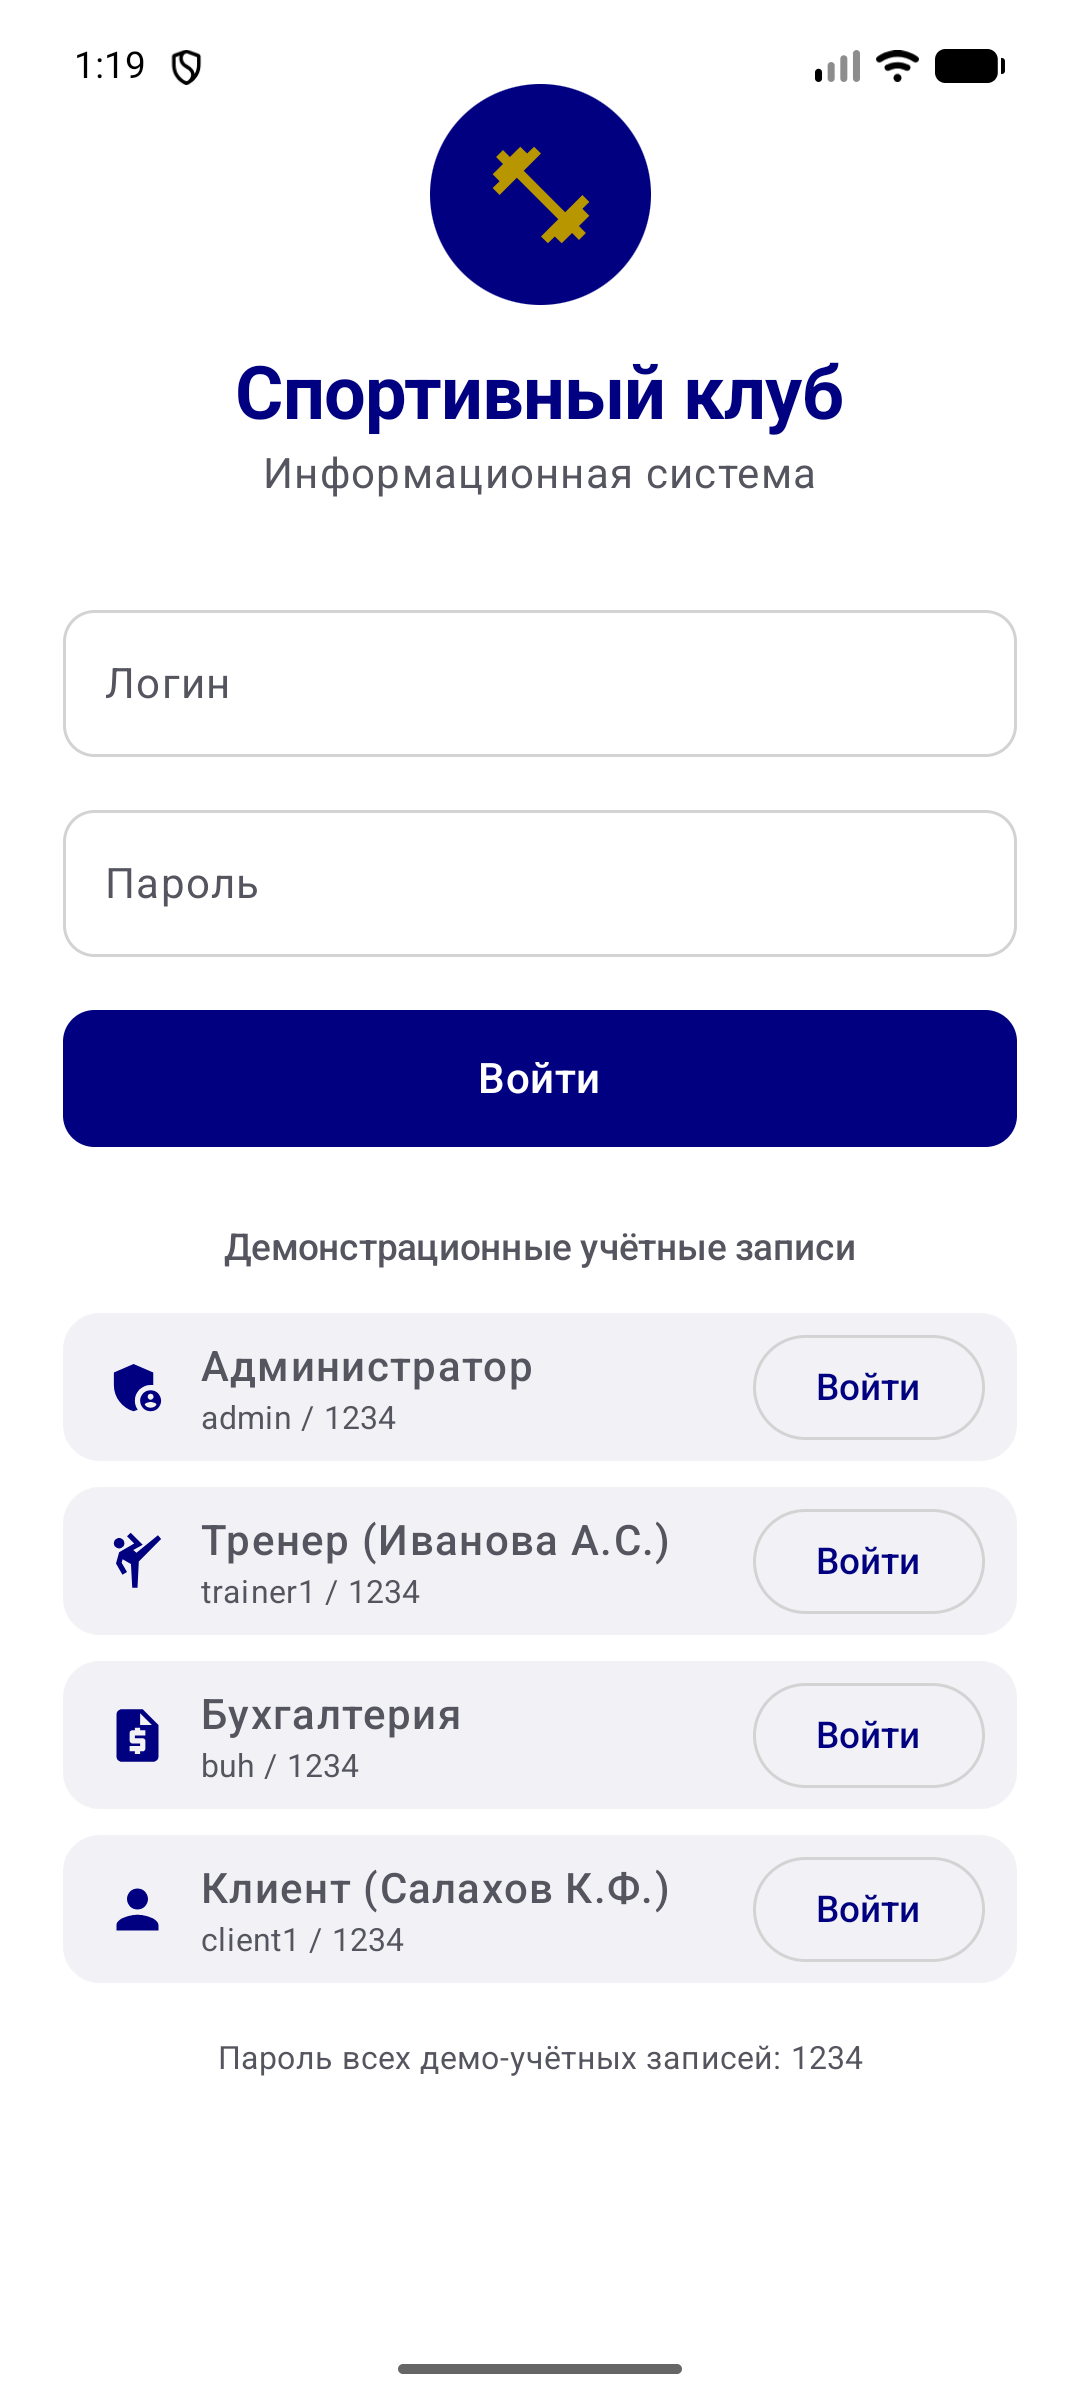 1:19
Спортивный клуб
Информационная система
Логин
Пароль
Войти
Демонстрационные учётные записи
Администратор
admin / 1234
Войти
Тренер (Иванова А.С.)
trainer1 / 1234
Войти
Бухгалтерия
buh / 1234
Войти
Клиент (Салахов К.Ф.)
client1 / 1234
Войти
Пароль всех демо-учётных записей: 1234